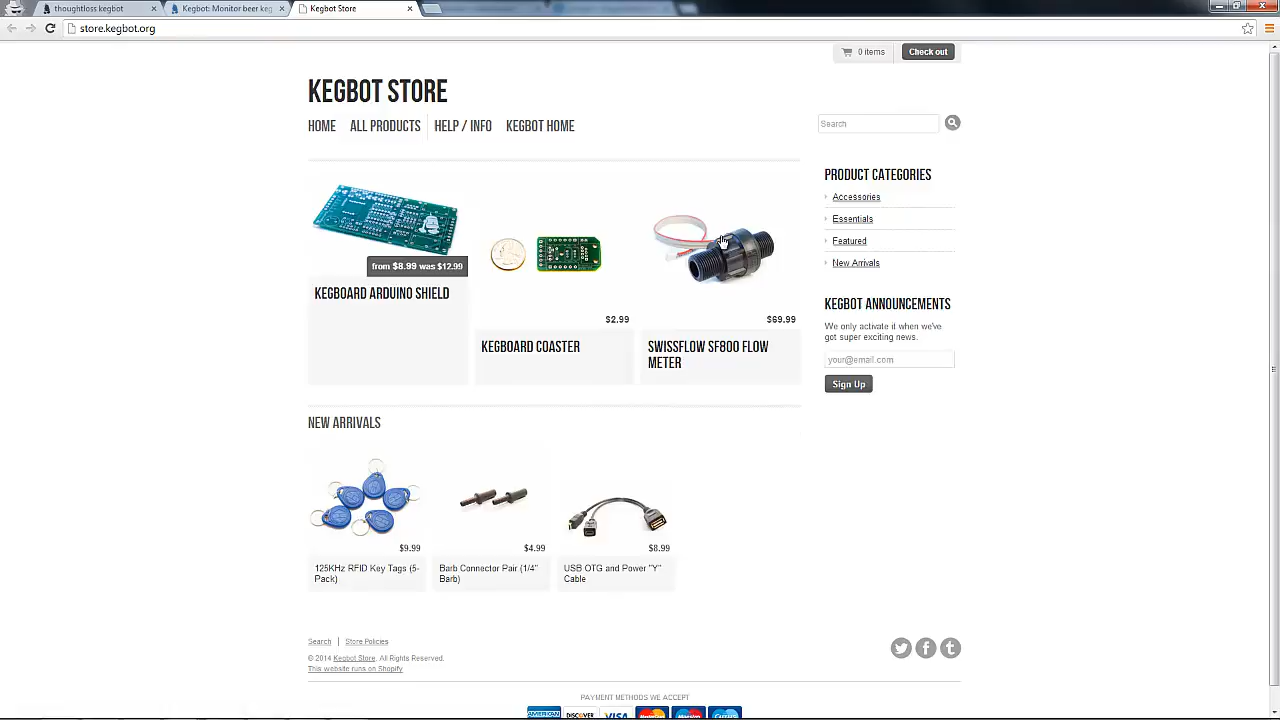 thoughtloss kegbot
Kegbot: Monitor beer keg
Kegbot Store
store.kegbot.org
0 items
Check out
KEGBOT STORE
HOME
ALL PRODUCTS
HELP / INFO
KEGBOT HOME
Search
from $8.99 was $12.99
KEGBOARD ARDUINO SHIELD
$2.99
KEGBOARD COASTER
$69.99
SWISSFLOW SF800 FLOW
METER
PRODUCT CATEGORIES
Accessories
Essentials
Featured
New Arrivals
KEGBOT ANNOUNCEMENTS
We only activate it when we've
got super exciting news.
your@email.com
Sign Up
NEW ARRIVALS
$9.99
125KHz RFID Key Tags (5-
Pack)
$4.99
Barb Connector Pair (1/4"
Barb)
$8.99
USB OTG and Power "Y"
Cable
Search | Store Policies
© 2014 Kegbot Store. All Rights Reserved.
This website runs on Shopify
PAYMENT METHODS WE ACCEPT
AMERICAN
DISCOVER
VISA